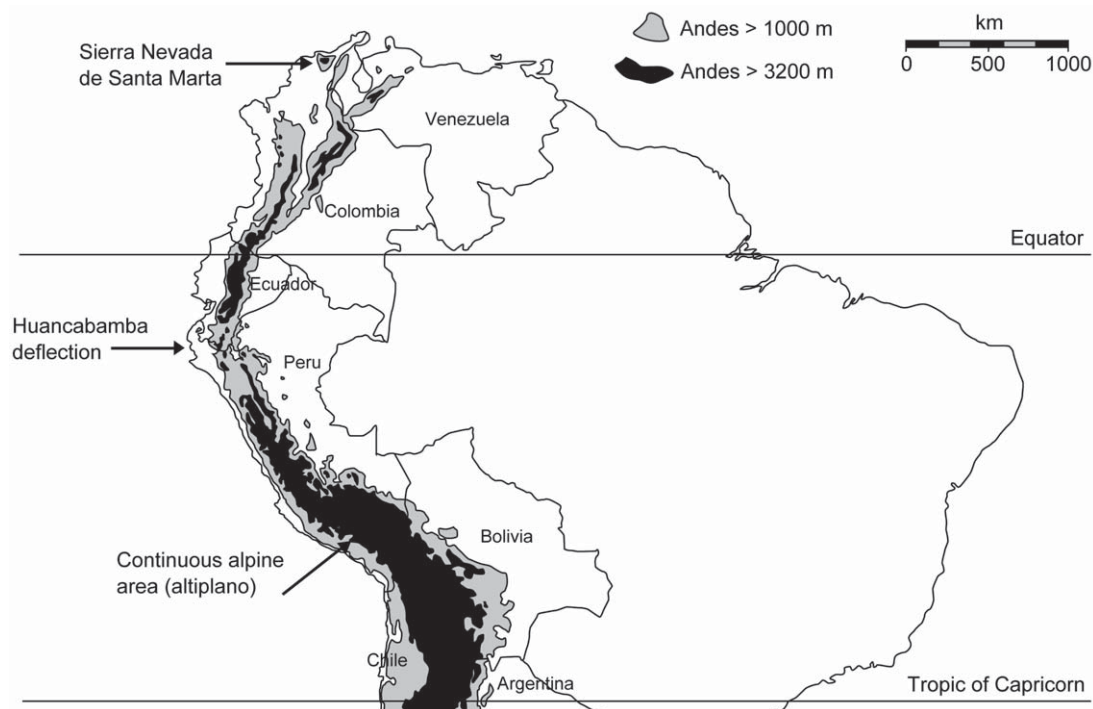 Andes > 1000 m
km
Sierra Nevada
de Santa Marta
Andes > 3200 m
0 500 1000
Venezuela
Colombia
Equator
Ecuador
Huancabamba
deflection
Peru
Bolivia
Continuous alpine
area (altiplano)
Chile
Argentina
Tropic of Capricorn